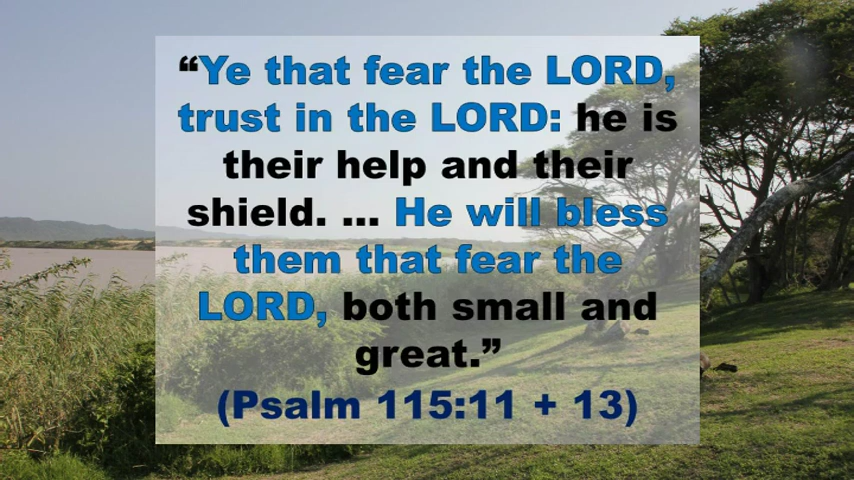 “Ye that fear the LORD,
trust in the LORD: he is
their help and their
shield. ... He will bless
them that fear the
LORD, both small and
great.”
(Psalm 115:11 + 13)